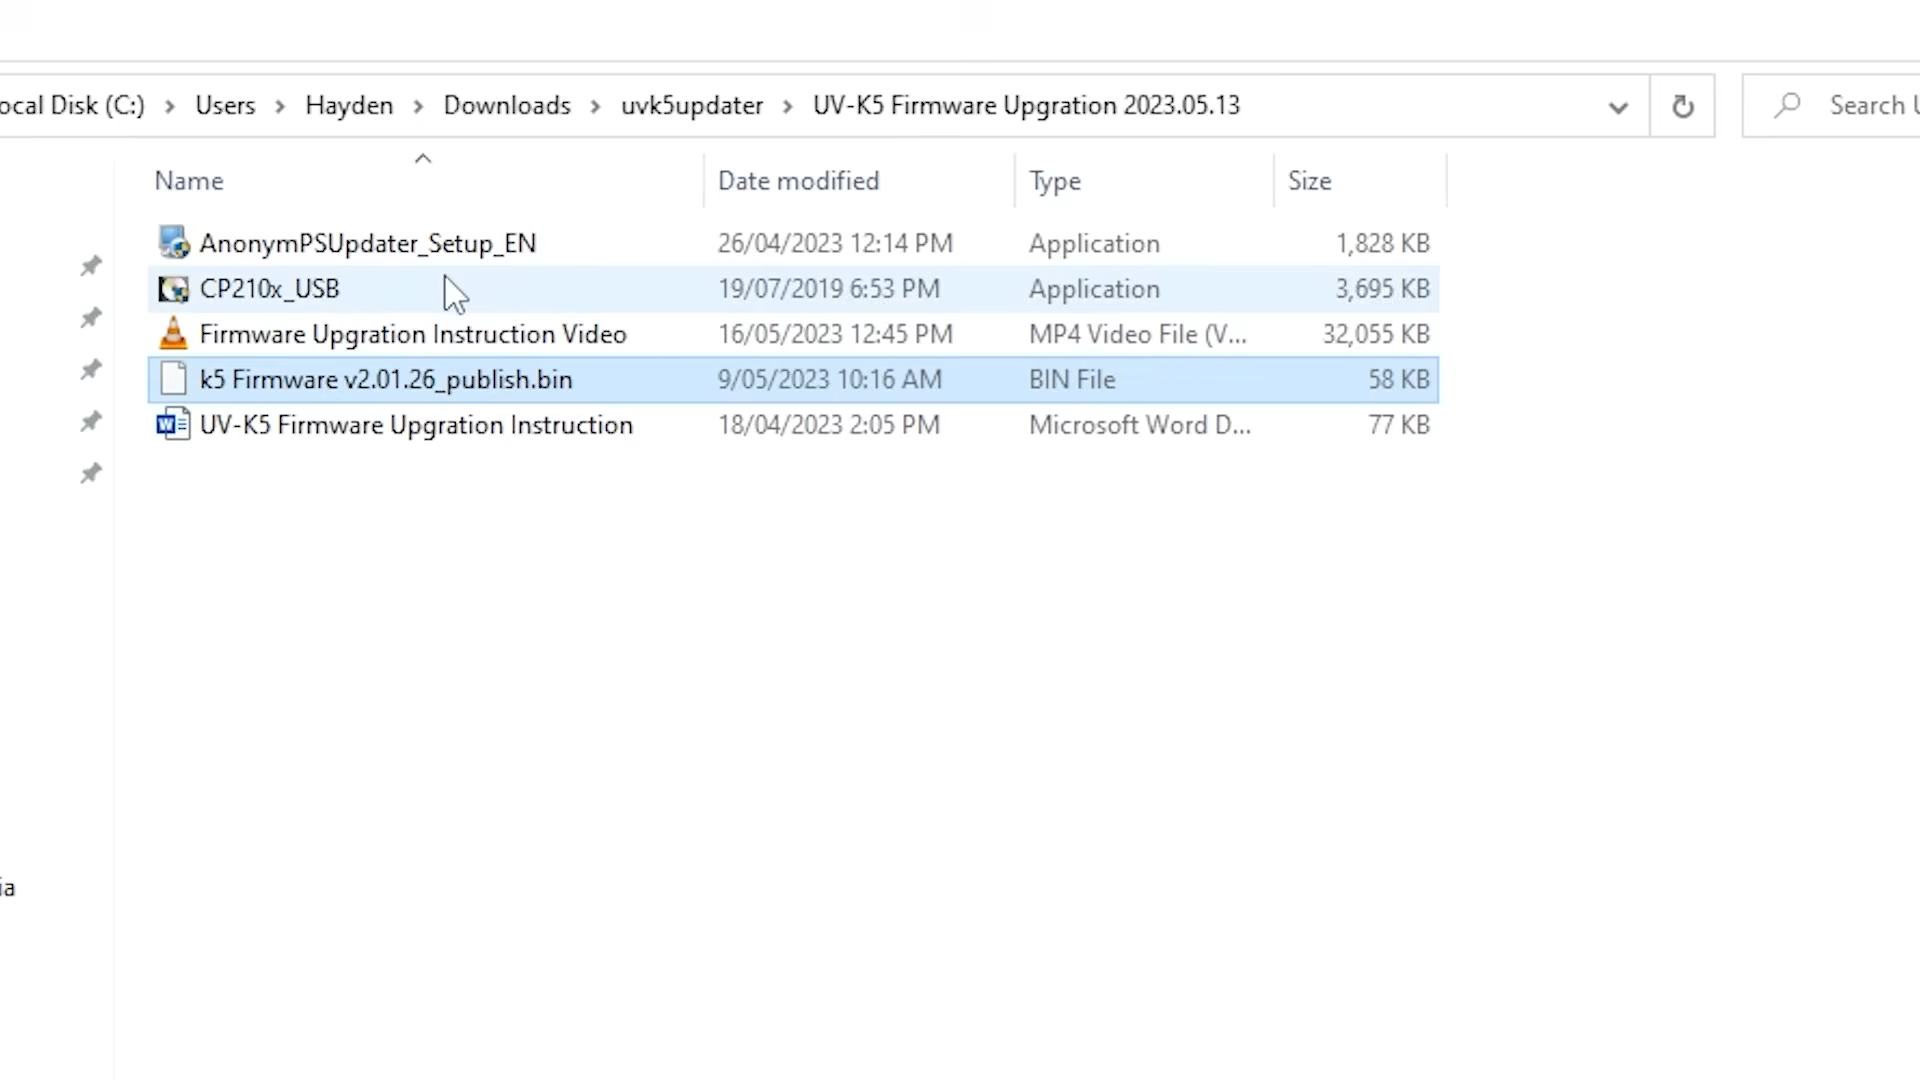 ocal Disk (C:) > Users > Hayden > Downloads > uvk5updater > UV-K5 Firmware Upgration 2023.05.13 Search U
Name Date modified Type Size
AnonymPSUpdater_Setup_EN 26/04/2023 12:14 PM Application 1,828 KB
CP210x_USB 19/07/2019 6:53 PM Application 3,695 KB
Firmware Upgration Instruction Video 16/05/2023 12:45 PM MP4 Video File (V... 32,055 KB
k5 Firmware v2.01.26_publish.bin 9/05/2023 10:16 AM BIN File 58 KB
UV-K5 Firmware Upgration Instruction 18/04/2023 2:05 PM Microsoft Word D... 77 KB
ia